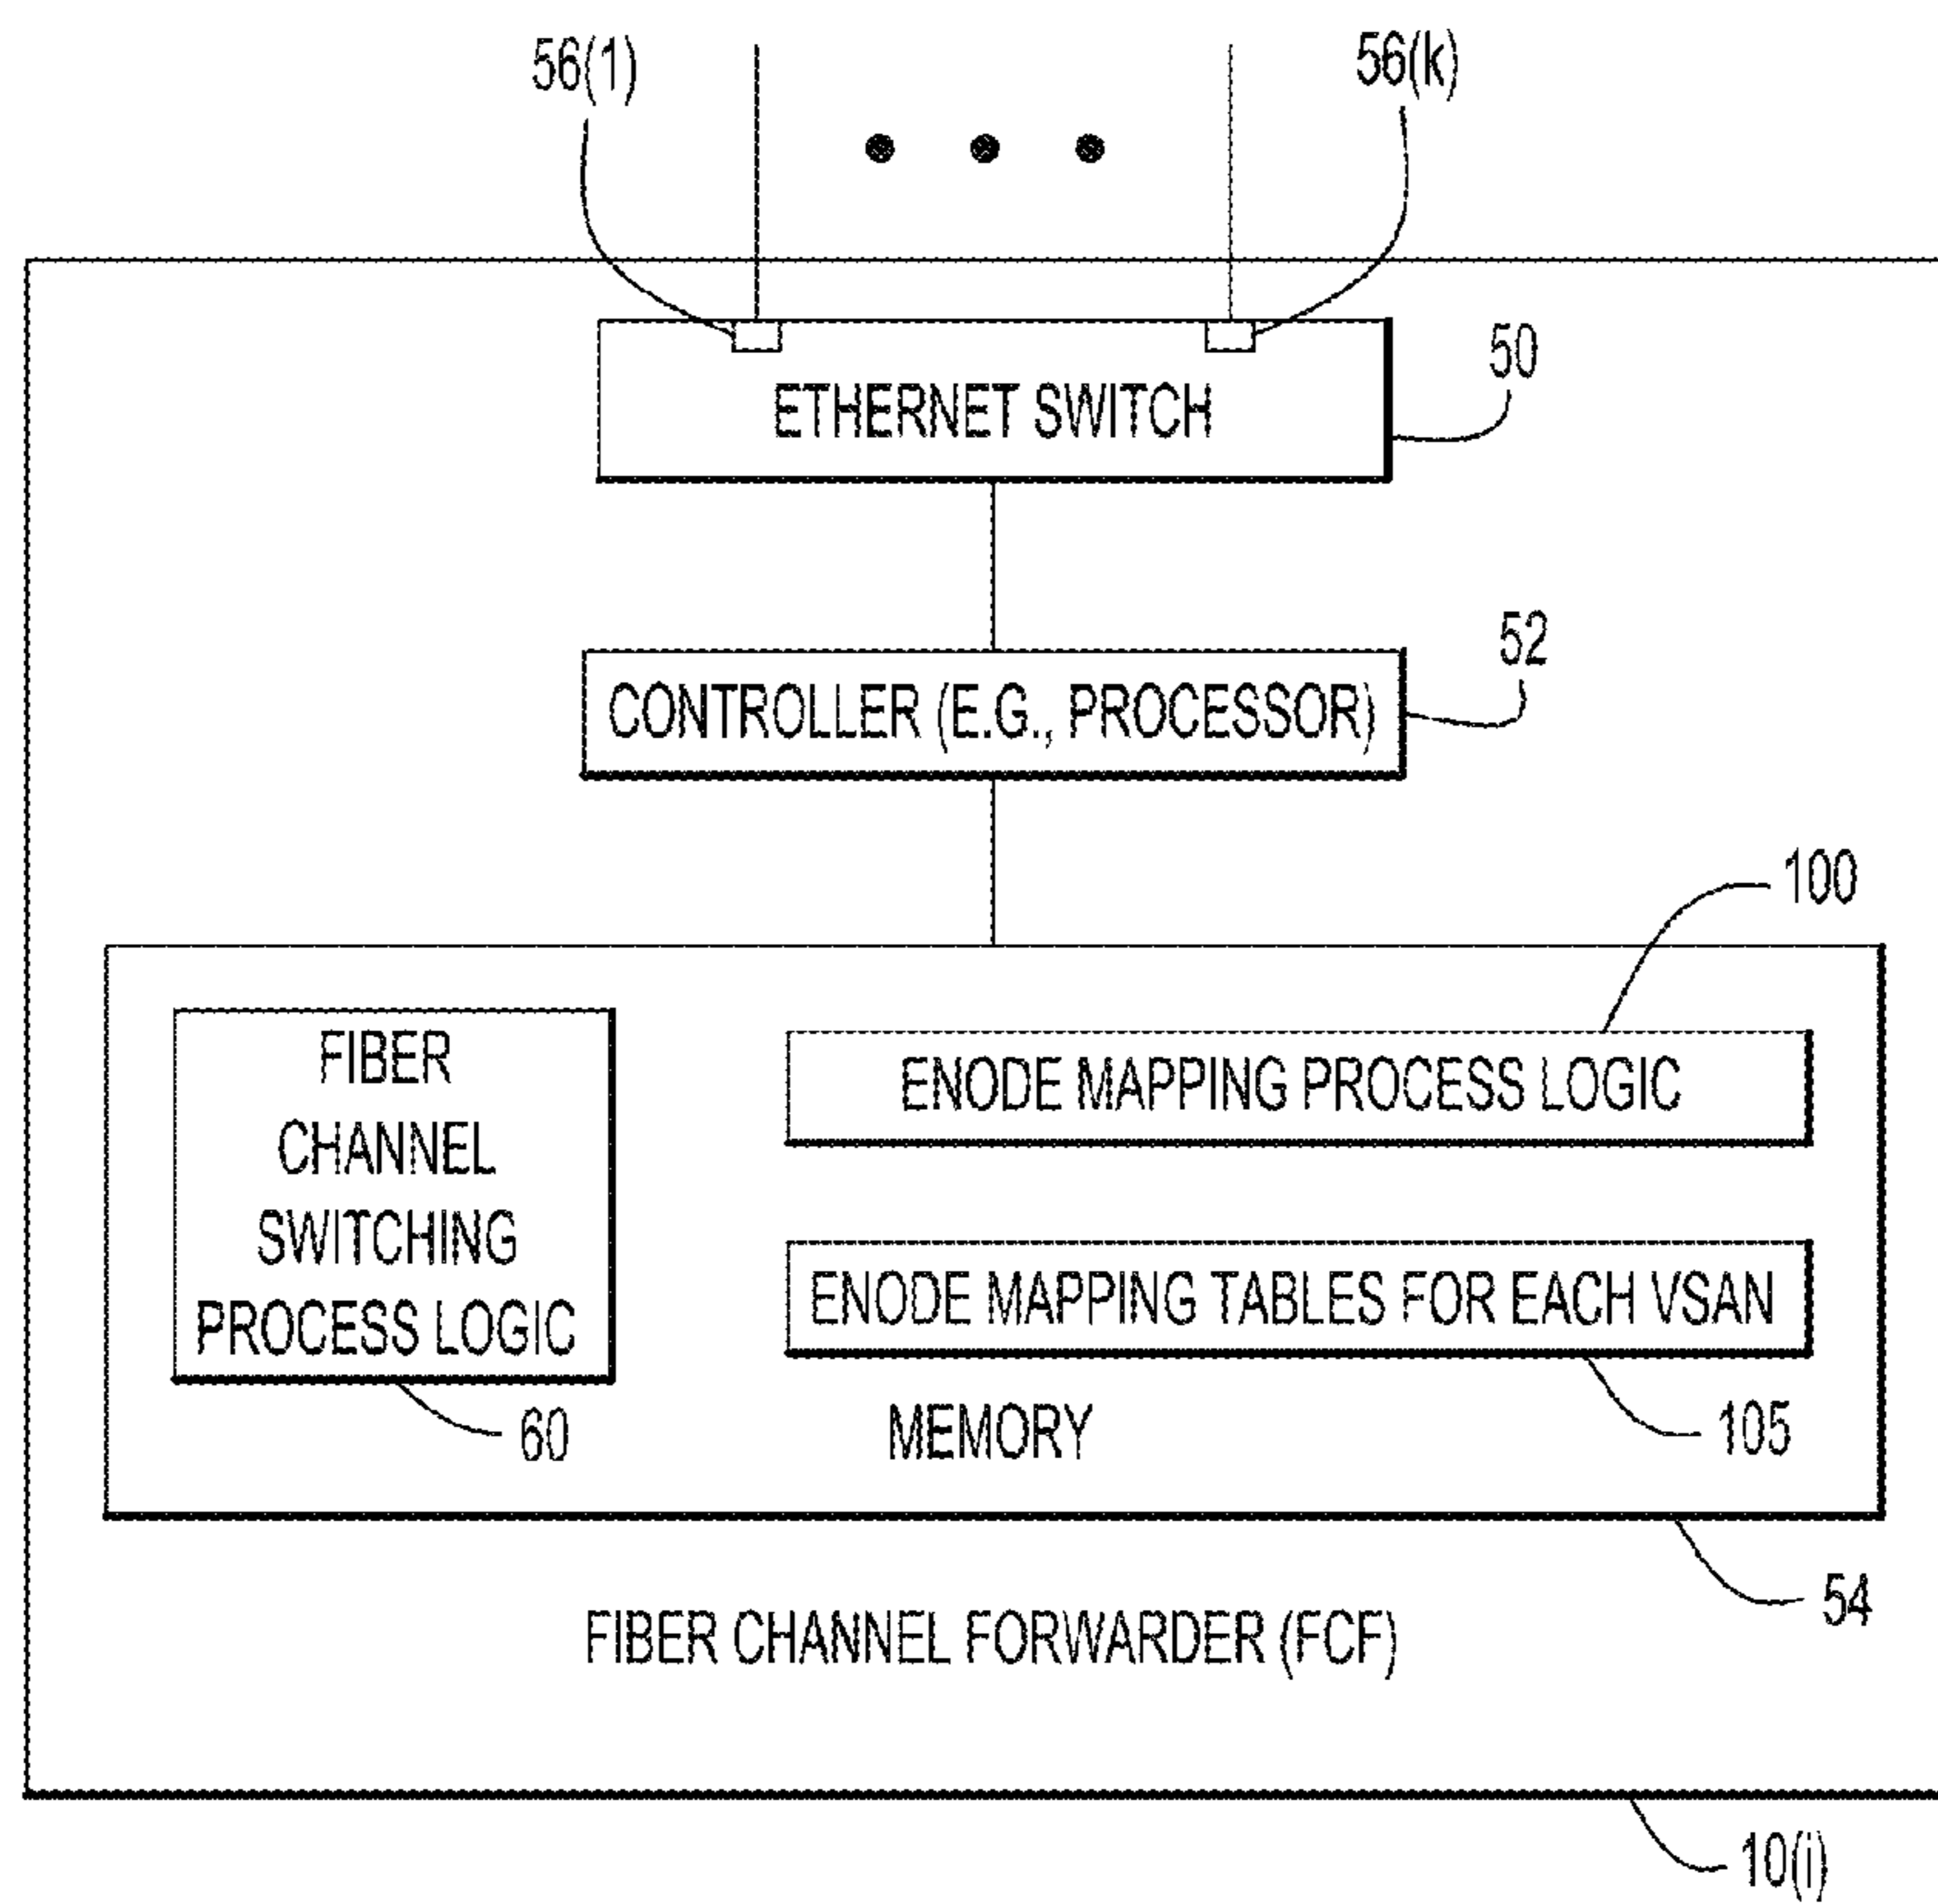 56(1)
56(k)
50
ETHERNET SWITCH
52
CONTROLLER (E.G., PROCESSOR)
100
FIBER
CHANNEL
SWITCHING
PROCESS LOGIC
ENODE MAPPING PROCESS LOGIC
ENODE MAPPING TABLES FOR EACH VSAN
60
MEMORY
105
54
FIBER CHANNEL FORWARDER (FCF)
10(i)